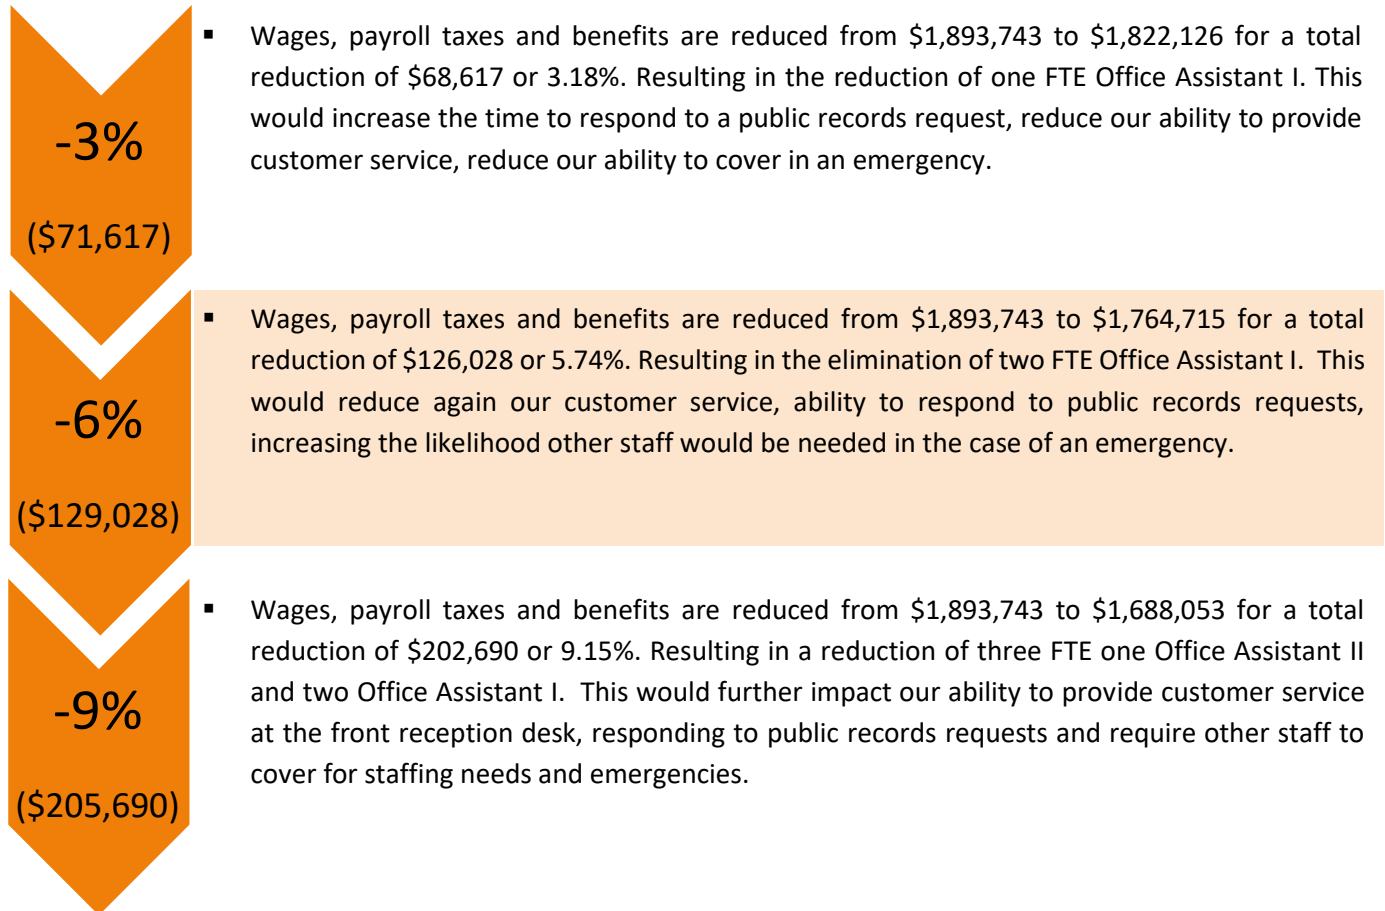 -3%
($71,617)
▪ Wages, payroll taxes and benefits are reduced from $1,893,743 to $1,822,126 for a total
reduction of $68,617 or 3.18%. Resulting in the reduction of one FTE Office Assistant I. This
would increase the time to respond to a public records request, reduce our ability to provide
customer service, reduce our ability to cover in an emergency.
-6%
($129,028)
▪ Wages, payroll taxes and benefits are reduced from $1,893,743 to $1,764,715 for a total
reduction of $126,028 or 5.74%. Resulting in the elimination of two FTE Office Assistant I.  This
would reduce again our customer service, ability to respond to public records requests,
increasing the likelihood other staff would be needed in the case of an emergency.
-9%
($205,690)
▪ Wages, payroll taxes and benefits are reduced from $1,893,743 to $1,688,053 for a total
reduction of $202,690 or 9.15%. Resulting in a reduction of three FTE one Office Assistant II
and two Office Assistant I.  This would further impact our ability to provide customer service
at the front reception desk, responding to public records requests and require other staff to
cover for staffing needs and emergencies.